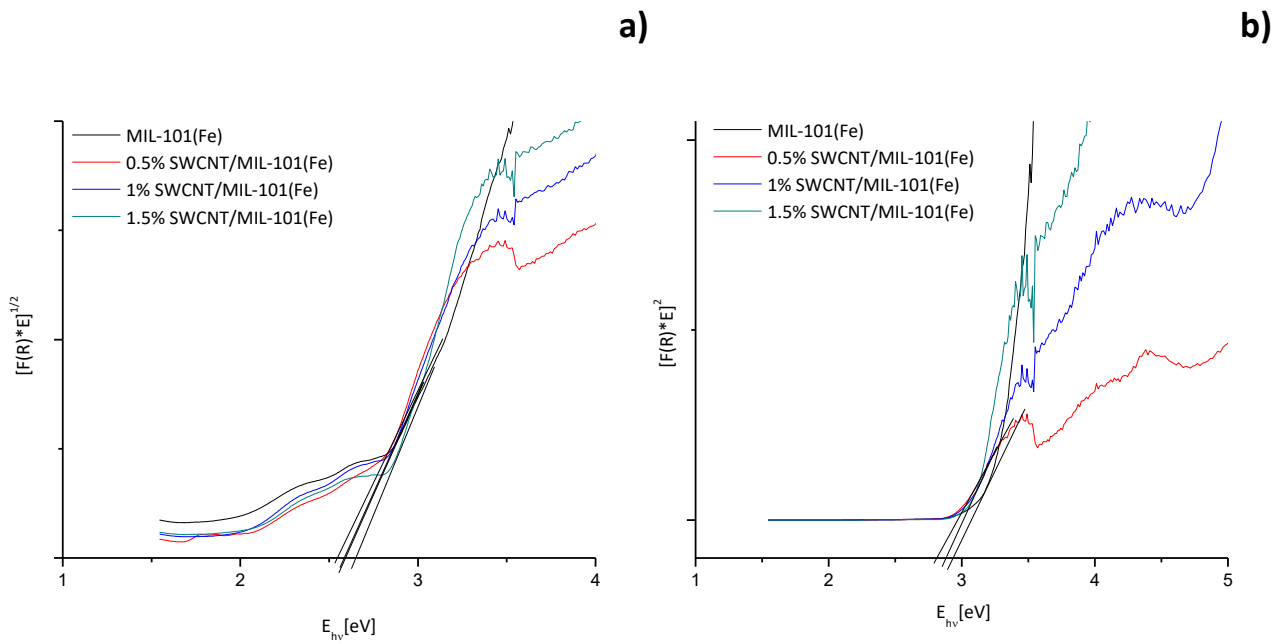 a)
MIL-101(Fe)
0.5% SWCNT/MIL-101(Fe)
1% SWCNT/MIL-101(Fe)
1.5% SWCNT/MIL-101(Fe)
[F(R)*E]^1/2
1 2 3 4
E_hν[eV]
b)
MIL-101(Fe)
0.5% SWCNT/MIL-101(Fe)
1% SWCNT/MIL-101(Fe)
1.5% SWCNT/MIL-101(Fe)
[F(R)*E]^2
1 2 3 4 5
E_hν[eV]